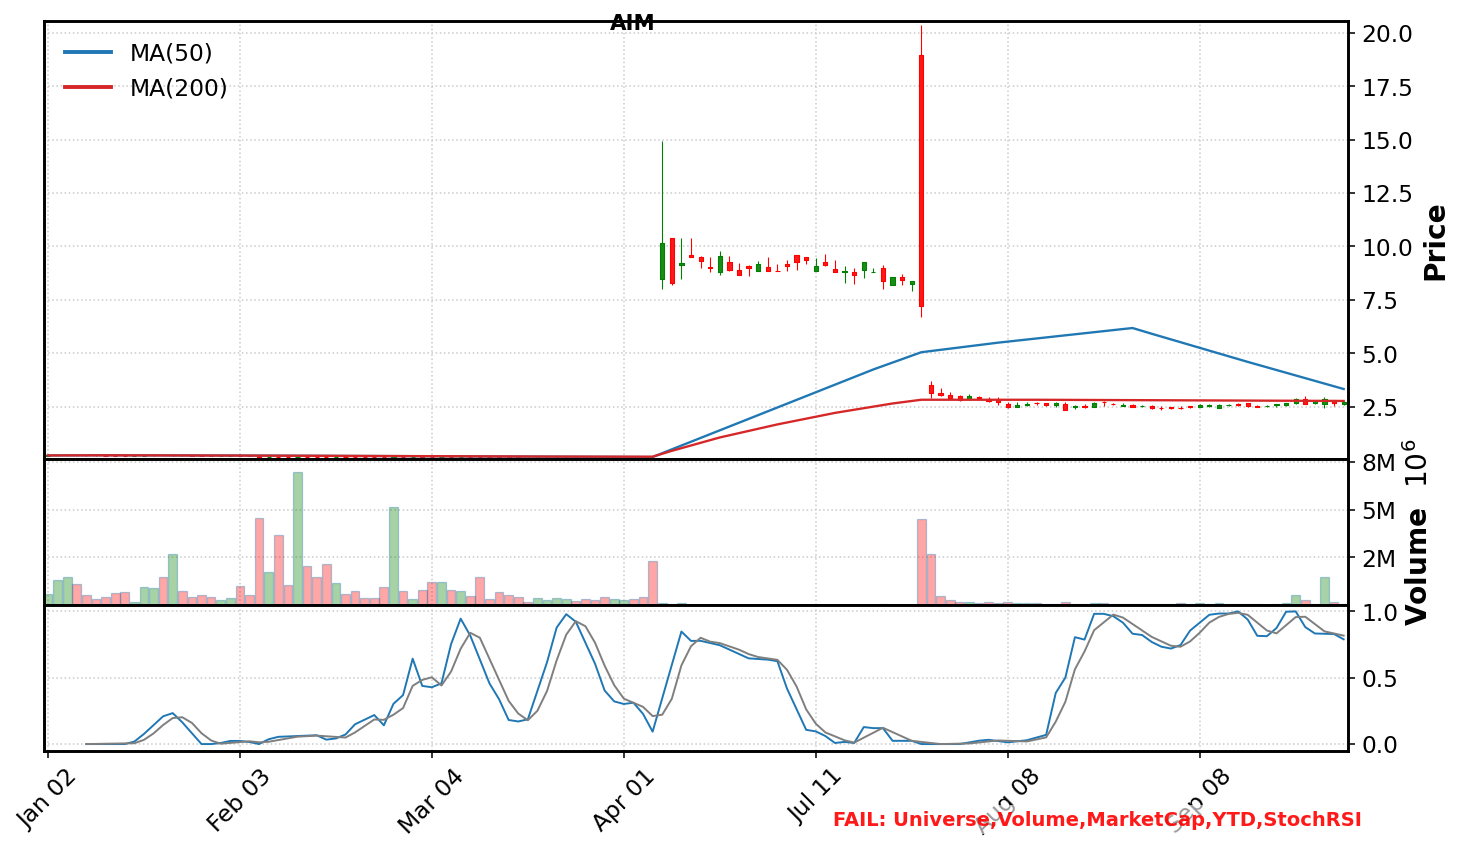 AIM
MA(50)
MA(200)
20.0
17.5
15.0
12.5
10.0
7.5
5.0
2.5
Price
8M
5M
2M
Volume 10⁶
1.0
0.5
0.0
Jan 02
Feb 03
Mar 04
Apr 01
Jul 11
Aug 08
Sep 08
FAIL: Universe,Volume,MarketCap,YTD,StochRSI